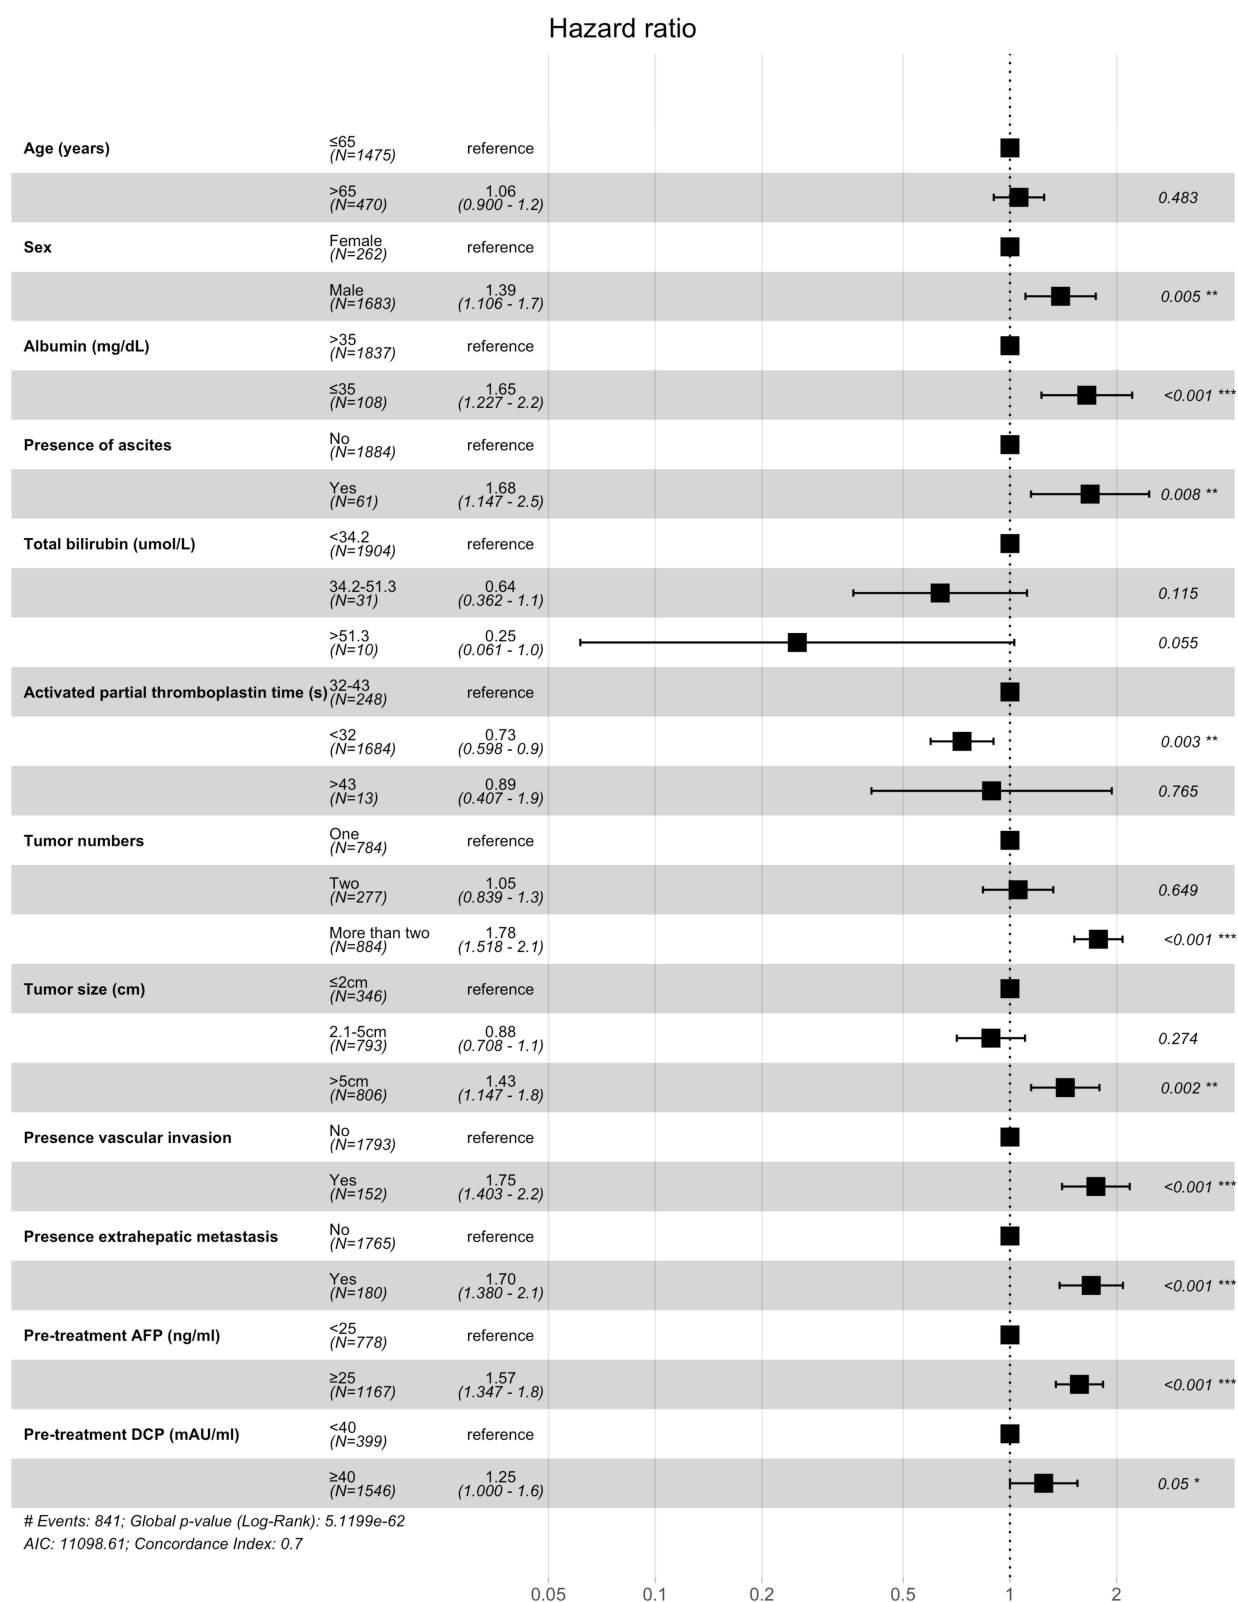 Hazard ratio
≤65
Age (years) reference
(N=1475)
>65 1.06
(N=470) (0.900 - 1.2) 0.483
Female
Sex reference
(N=262)
Male 1.39
(N=1683) (1.106 - 1.7) 0.005 **
>35
Albumin (mg/dL) reference
(N=1837)
≤35 1.65
(N=108) (1.227 - 2.2) <0.001 ***
No
Presence of ascites reference
(N=1884)
Yes 1.68
(N=61) (1.147 - 2.5) 0.008 **
<34.2
Total bilirubin (umol/L) reference
(N=1904)
34.2-51.3 0.64
(N=31) (0.362 - 1.1) 0.115
>51.3 0.25
(N=10) (0.061 - 1.0) 0.055
32-43
Activated partial thromboplastin time (s) reference
(N=248)
<32 0.73
(N=1684) (0.598 - 0.9) 0.003 **
>43 0.89
(N=13) (0.407 - 1.9) 0.765
One
Tumor numbers reference
(N=784)
Two 1.05
(N=277) (0.839 - 1.3) 0.649
More than two 1.78
(N=884) (1.518 - 2.1) <0.001 ***
≤2cm
Tumor size (cm) reference
(N=346)
2.1-5cm 0.88
(N=793) (0.708 - 1.1) 0.274
>5cm 1.43
(N=806) (1.147 - 1.8) 0.002 **
No
Presence vascular invasion reference
(N=1793)
Yes 1.75
(N=152) (1.403 - 2.2) <0.001 ***
No
Presence extrahepatic metastasis reference
(N=1765)
Yes 1.70
(N=180) (1.380 - 2.1) <0.001 ***
<25
Pre-treatment AFP (ng/ml) reference
(N=778)
≥25 1.57
(N=1167) (1.347 - 1.8) <0.001 ***
<40
Pre-treatment DCP (mAU/ml) reference
(N=399)
≥40 1.25
(N=1546) (1.000 - 1.6) 0.05 *
# Events: 841; Global p-value (Log-Rank): 5.1199e-62
AIC: 11098.61; Concordance Index: 0.7
0.05 0.1 0.2 0.5 1 2